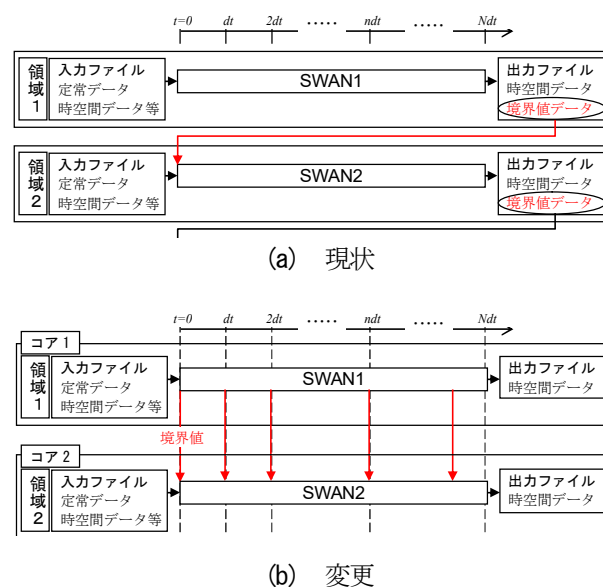 t=0 dt 2dt ····· ndt ····· Ndt
領域1
入力ファイル
定常データ
時空間データ等
SWAN1
出力ファイル
時空間データ
境界値データ
領域2
入力ファイル
定常データ
時空間データ等
SWAN2
出力ファイル
時空間データ
境界値データ
(a) 現状
t=0 dt 2dt ····· ndt ····· Ndt
コア1
領域1
入力ファイル
定常データ
時空間データ等
SWAN1
出力ファイル
時空間データ
境界値
コア2
領域2
入力ファイル
定常データ
時空間データ等
SWAN2
出力ファイル
時空間データ
(b) 変更